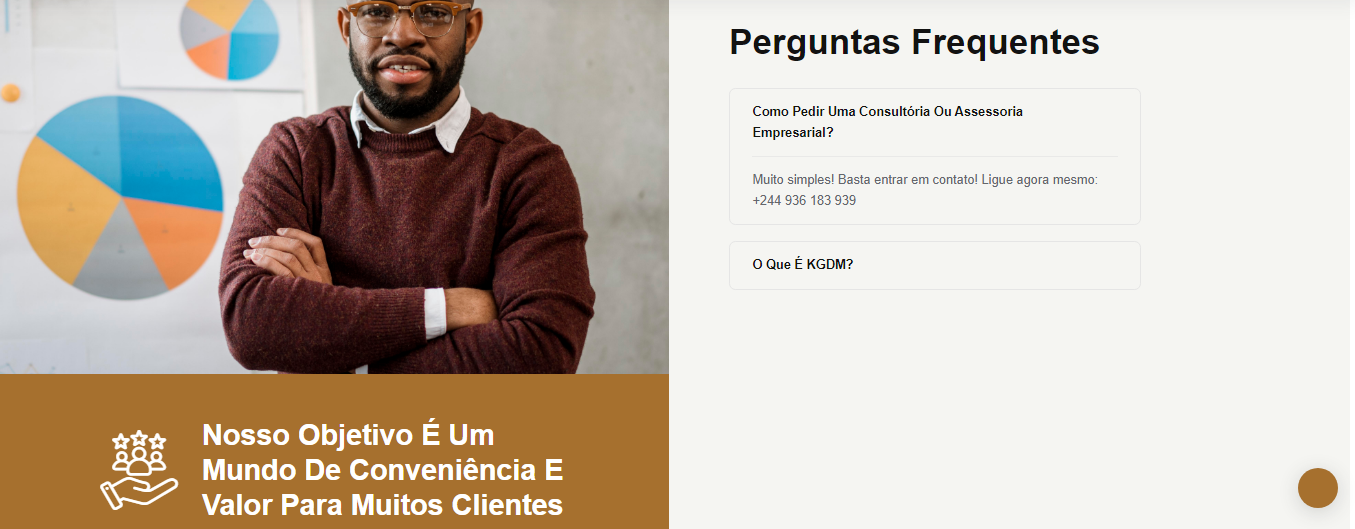 Perguntas Frequentes
Como Pedir Uma Consultória Ou Assessoria
Empresarial?
Muito simples! Basta entrar em contato! Ligue agora mesmo:
+244 936 183 939
O Que É KGDM?
Nosso Objetivo É Um
Mundo De Conveniência E
Valor Para Muitos Clientes